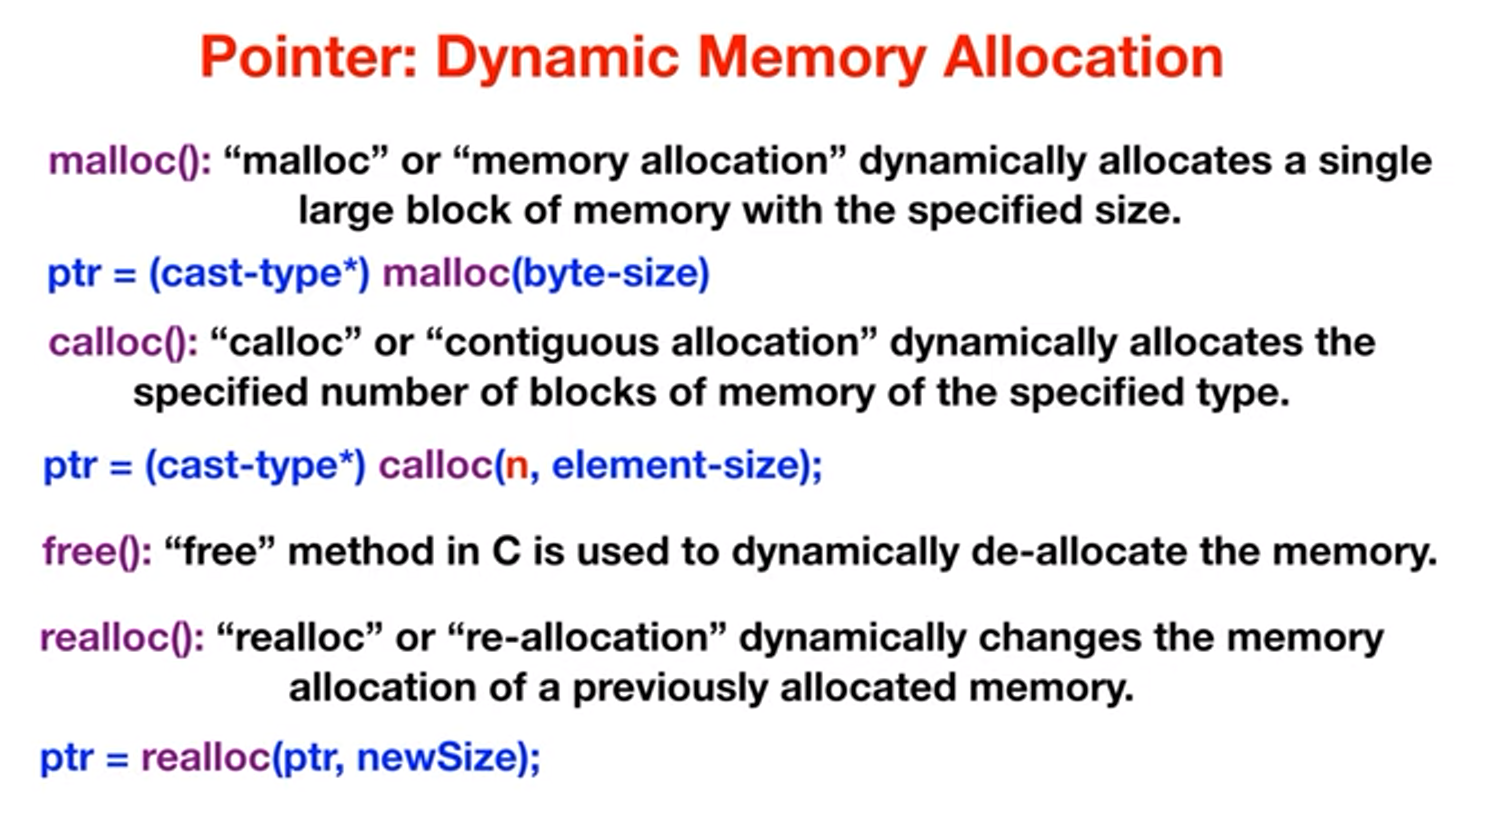 Pointer: Dynamic Memory Allocation
malloc(): “malloc” or “memory allocation” dynamically allocates a single
large block of memory with the specified size.
ptr = (cast-type*) malloc(byte-size)
calloc(): “calloc” or “contiguous allocation” dynamically allocates the
specified number of blocks of memory of the specified type.
ptr = (cast-type*) calloc(n, element-size);
free(): “free” method in C is used to dynamically de-allocate the memory.
realloc(): “realloc” or “re-allocation” dynamically changes the memory
allocation of a previously allocated memory.
ptr = realloc(ptr, newSize);